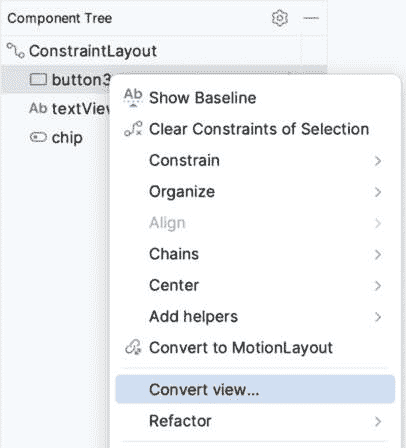 Component Tree
ConstraintLayout
button3
Ab textView
chip
Ab Show Baseline
Clear Constraints of Selection
Constrain
Organize
Align
Chains
Center
Add helpers
Convert to MotionLayout
Convert view...
Refactor